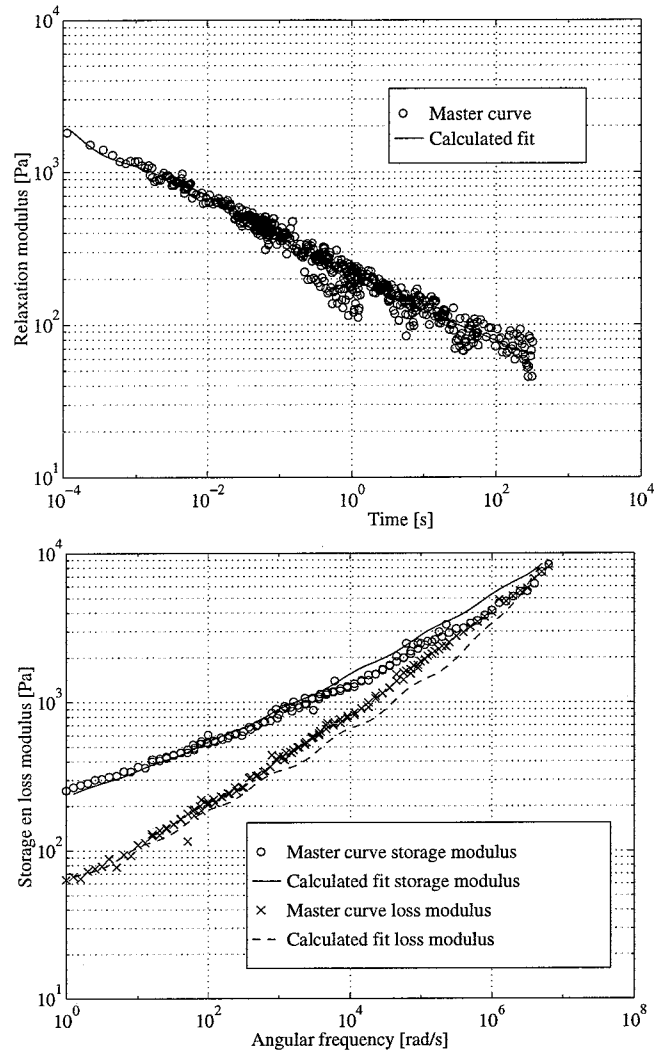 10^4
10^3
10^2
10^1
Relaxation modulus [Pa]
Master curve
Calculated fit
10^-4
10^-2
10^0
10^2
10^4
Time [s]
10^4
10^3
10^2
10^1
Storage en loss modulus [Pa]
Master curve storage modulus
Calculated fit storage modulus
Master curve loss modulus
Calculated fit loss modulus
10^0
10^2
10^4
10^6
10^8
Angular frequency [rad/s]